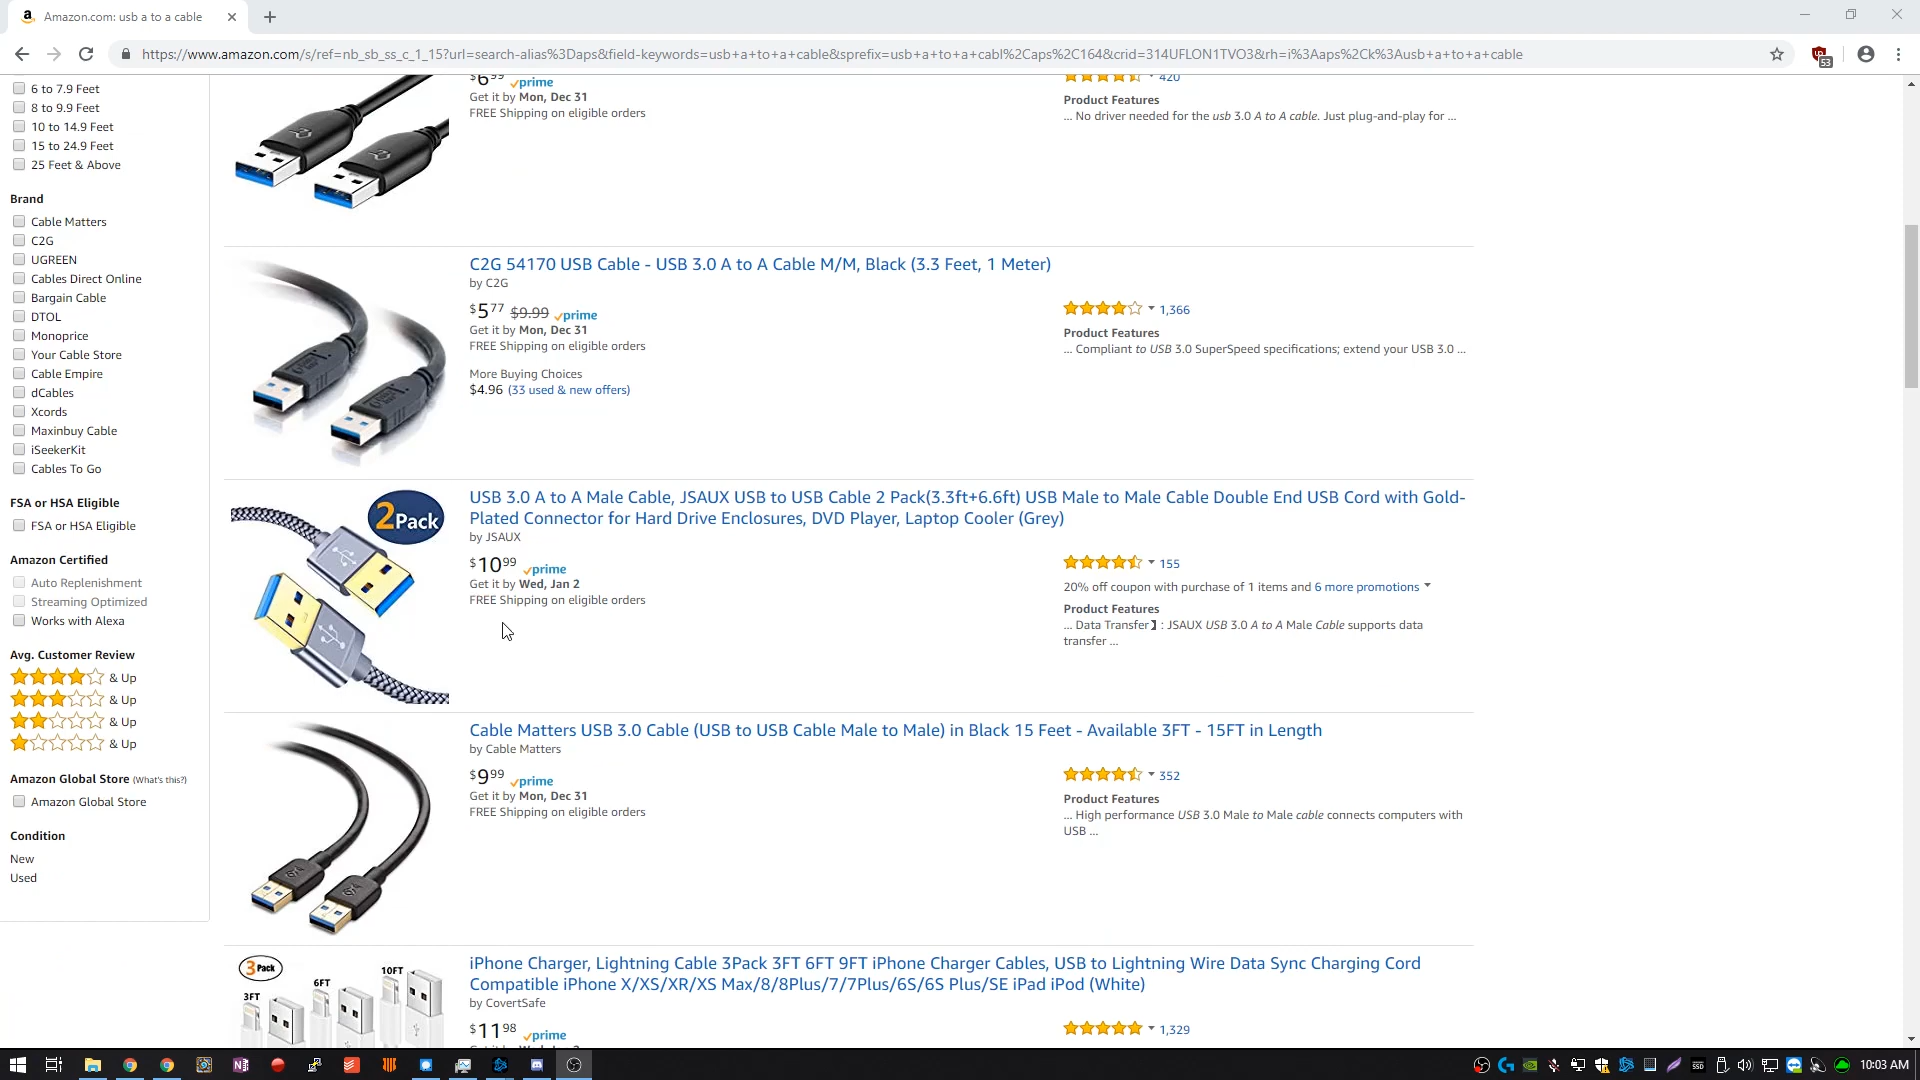 Amazon.com: usb a to a cable
https://www.amazon.com/s/ref=nb_sb_ss_c_1_15?url=search-alias%3Daps&field-keywords=usb+a+to+a+cable&sprefix=usb+a+to+a+cabl%2Caps%2C164&crid=314UFLON1TVO3&rh=i%3Aaps%2Ck%3Ausb+a+to+a+cable
53
6 to 7.9 Feet
8 to 9.9 Feet
10 to 14.9 Feet
15 to 24.9 Feet
25 Feet & Above
Brand
Cable Matters
C2G
UGREEN
Cables Direct Online
Bargain Cable
DTOL
Monoprice
Your Cable Store
Cable Empire
dCables
Xcords
Maxinbuy Cable
iSeekerKit
Cables To Go
FSA or HSA Eligible
FSA or HSA Eligible
Amazon Certified
Auto Replenishment
Streaming Optimized
Works with Alexa
Avg. Customer Review
& Up
& Up
& Up
& Up
Amazon Global Store (What's this?)
Amazon Global Store
Condition
New
Used
$6.99 prime
Get it by Mon, Dec 31
FREE Shipping on eligible orders
420
Product Features
... No driver needed for the usb 3.0 A to A cable. Just plug-and-play for ...
C2G 54170 USB Cable - USB 3.0 A to A Cable M/M, Black (3.3 Feet, 1 Meter)
by C2G
$5 77 $9.99 prime
Get it by Mon, Dec 31
FREE Shipping on eligible orders
More Buying Choices
$4.96 (33 used & new offers)
1,366
Product Features
... Compliant to USB 3.0 SuperSpeed specifications; extend your USB 3.0 ...
2Pack
USB 3.0 A to A Male Cable, JSAUX USB to USB Cable 2 Pack(3.3ft+6.6ft) USB Male to Male Cable Double End USB Cord with Gold-
Plated Connector for Hard Drive Enclosures, DVD Player, Laptop Cooler (Grey)
by JSAUX
$10 99 prime
Get it by Wed, Jan 2
FREE Shipping on eligible orders
155
20% off coupon with purchase of 1 items and 6 more promotions
Product Features
... Data Transfer】: JSAUX USB 3.0 A to A Male Cable supports data
transfer ...
Cable Matters USB 3.0 Cable (USB to USB Cable Male to Male) in Black 15 Feet - Available 3FT - 15FT in Length
by Cable Matters
$9 99 prime
Get it by Mon, Dec 31
FREE Shipping on eligible orders
352
Product Features
... High performance USB 3.0 Male to Male cable connects computers with
USB ...
3 Pack
3FT
6FT
10FT
iPhone Charger, Lightning Cable 3Pack 3FT 6FT 9FT iPhone Charger Cables, USB to Lightning Wire Data Sync Charging Cord
Compatible iPhone X/XS/XR/XS Max/8/8Plus/7/7Plus/6S/6S Plus/SE iPad iPod (White)
by CovertSafe
$11 98 prime
1,329
10:03 AM